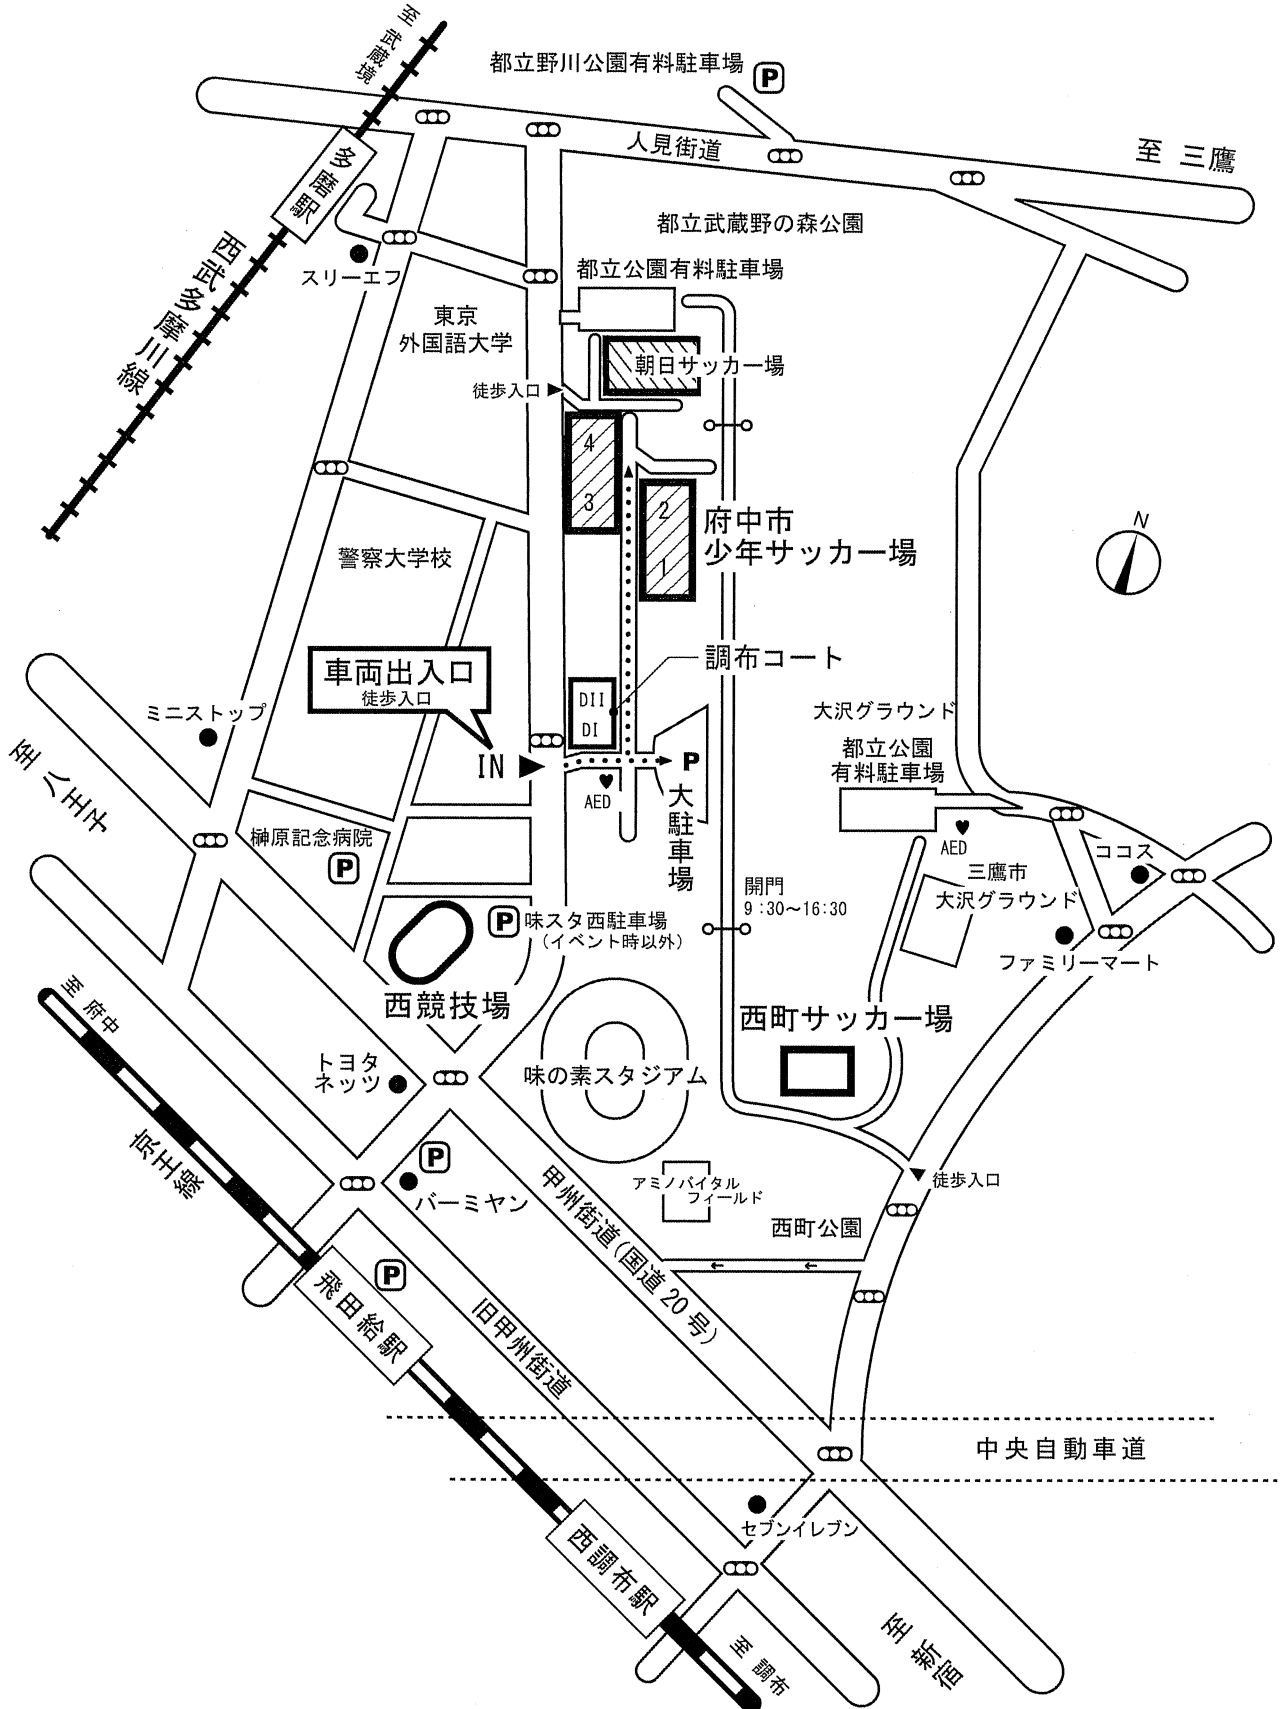 至 武蔵境
都立野川公園有料駐車場
P
人見街道
至 三鷹
多磨駅
西武多摩川線
スリーエフ
都立武蔵野の森公園
都立公園有料駐車場
東京
外国語大学
朝日サッカー場
徒歩入口
4
3
2
1
府中市
少年サッカー場
N
警察大学校
車両出入口
徒歩入口
調布コート
DII
DI
IN
P
大駐車場
AED
ミニストップ
至 八王子
大沢グラウンド
都立公園
有料駐車場
AED
ココス
三鷹市
大沢グラウンド
ファミリーマート
榊原記念病院
P
開門
9:30～16:30
P
味スタ西駐車場
(イベント時以外)
西競技場
西町サッカー場
至 府中
トヨタ
ネッツ
味の素スタジアム
京王線
P
バーミヤン
甲州街道(国道20号)
アミノバイタル
フィールド
徒歩入口
西町公園
P
飛田給駅
旧甲州街道
中央自動車道
セブンイレブン
西調布駅
至 調布
至 新宿